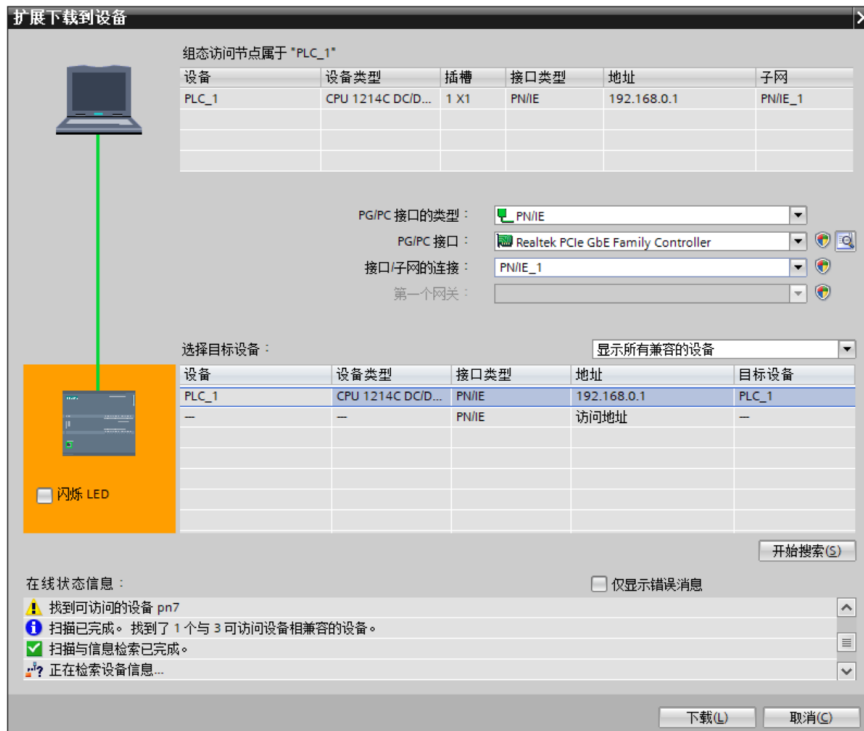 扩展下载到设备
组态访问节点属于 "PLC_1"
设备 设备类型 插槽 接口类型 地址 子网
PLC_1 CPU 1214C DC/D... 1 X1 PN/IE 192.168.0.1 PN/IE_1
PG/PC 接口的类型： PN/IE
PG/PC 接口： Realtek PCIe GbE Family Controller
接口/子网的连接： PN/IE_1
第一个网关：
选择目标设备： 显示所有兼容的设备
设备 设备类型 接口类型 地址 目标设备
PLC_1 CPU 1214C DC/D... PN/IE 192.168.0.1 PLC_1
— — PN/IE 访问地址 —
闪烁 LED
开始搜索(S)
在线状态信息： 仅显示错误消息
找到可访问的设备 pn7
扫描已完成。 找到了 1 个与 3 可访问设备相兼容的设备。
扫描与信息检索已完成。
正在检索设备信息...
下载(L) 取消(C)